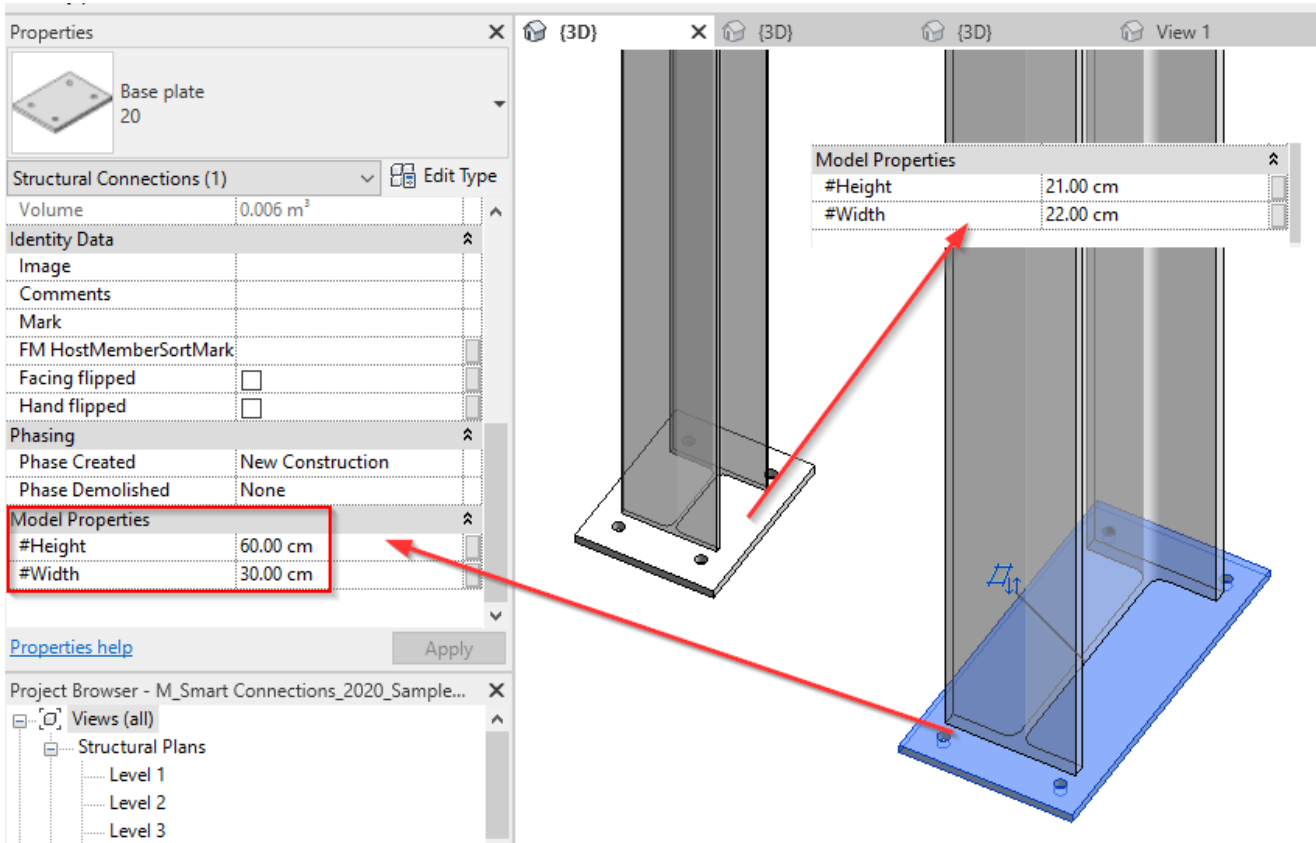 Properties
Base plate
20
Structural Connections (1)
Edit Type
Volume 0.006 m³
Identity Data
Image
Comments
Mark
FM HostMemberSortMark
Facing flipped
Hand flipped
Phasing
Phase Created New Construction
Phase Demolished None
Model Properties
#Height 60.00 cm
#Width 30.00 cm
Properties help
Apply
Project Browser - M_Smart Connections_2020_Sample...
Views (all)
Structural Plans
Level 1
Level 2
Level 3
{3D}
{3D}
{3D}
View 1
Model Properties
#Height 21.00 cm
#Width 22.00 cm